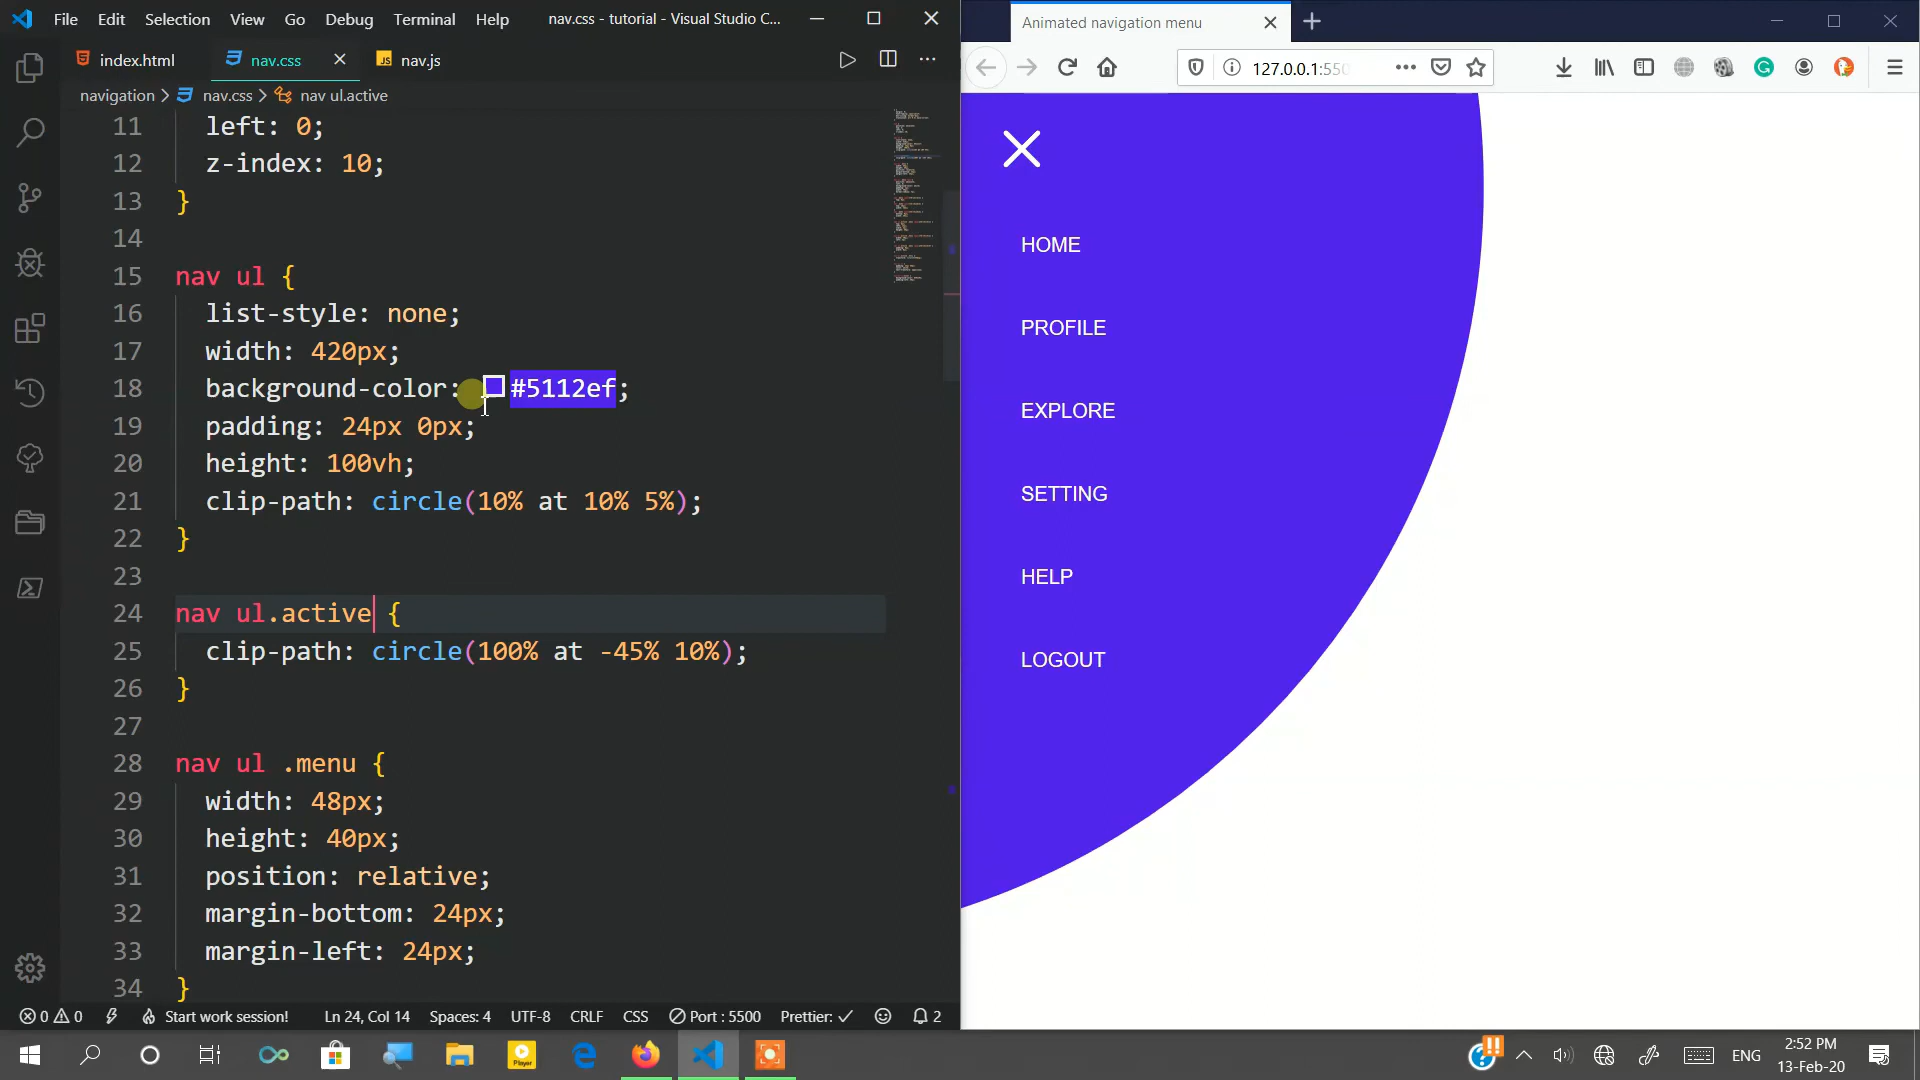 File Edit Selection View Go Debug Terminal Help nav.css - tutorial - Visual Studio C...
index.html nav.css nav.js
navigation > nav.css > nav ul.active
11 left: 0;
12 z-index: 10;
13 }
14
15 nav ul {
16 list-style: none;
17 width: 420px;
18 background-color: #5112ef;
19 padding: 24px 0px;
20 height: 100vh;
21 clip-path: circle(10% at 10% 5%);
22 }
23
24 nav ul.active {
25 clip-path: circle(100% at -45% 10%);
26 }
27
28 nav ul .menu {
29 width: 48px;
30 height: 40px;
31 position: relative;
32 margin-bottom: 24px;
33 margin-left: 24px;
34 }
0 0 Start work session! Ln 24, Col 14 Spaces: 4 UTF-8 CRLF CSS Port : 5500 Prettier: ✓ 2
Animated navigation menu
127.0.0.1:550
HOME
PROFILE
EXPLORE
SETTING
HELP
LOGOUT
Player
ENG
2:52 PM
13-Feb-20